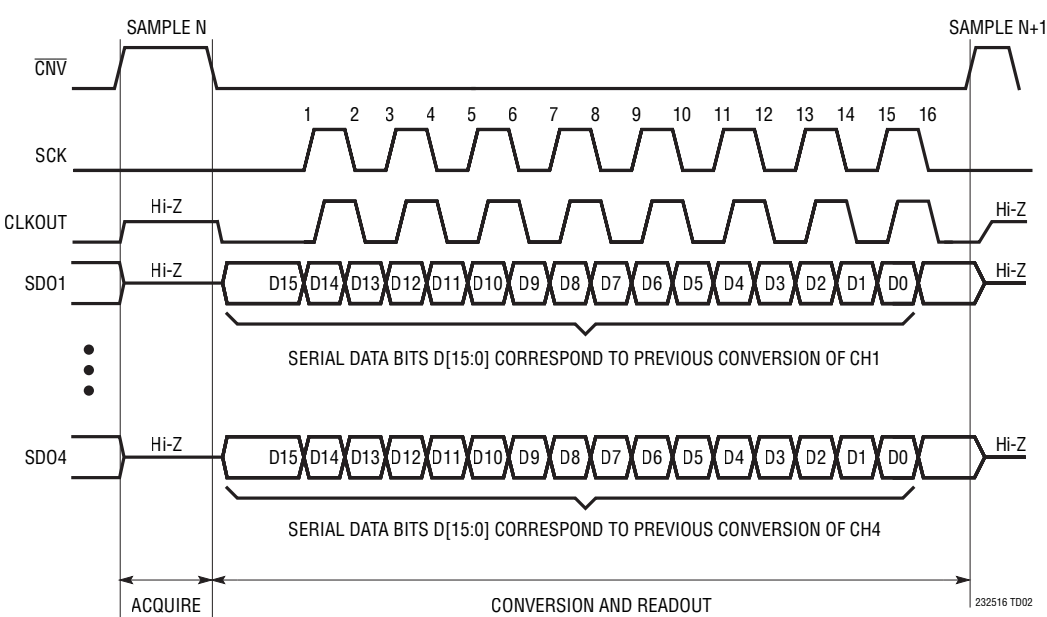 SAMPLE N
SAMPLE N+1
CNV
1 2 3 4 5 6 7 8 9 10 11 12 13 14 15 16
SCK
CLKOUT
Hi-Z
Hi-Z
SDO1
Hi-Z
D15 D14 D13 D12 D11 D10 D9 D8 D7 D6 D5 D4 D3 D2 D1 D0
Hi-Z
SERIAL DATA BITS D[15:0] CORRESPOND TO PREVIOUS CONVERSION OF CH1
SDO4
Hi-Z
D15 D14 D13 D12 D11 D10 D9 D8 D7 D6 D5 D4 D3 D2 D1 D0
Hi-Z
SERIAL DATA BITS D[15:0] CORRESPOND TO PREVIOUS CONVERSION OF CH4
ACQUIRE
CONVERSION AND READOUT
232516 TD02